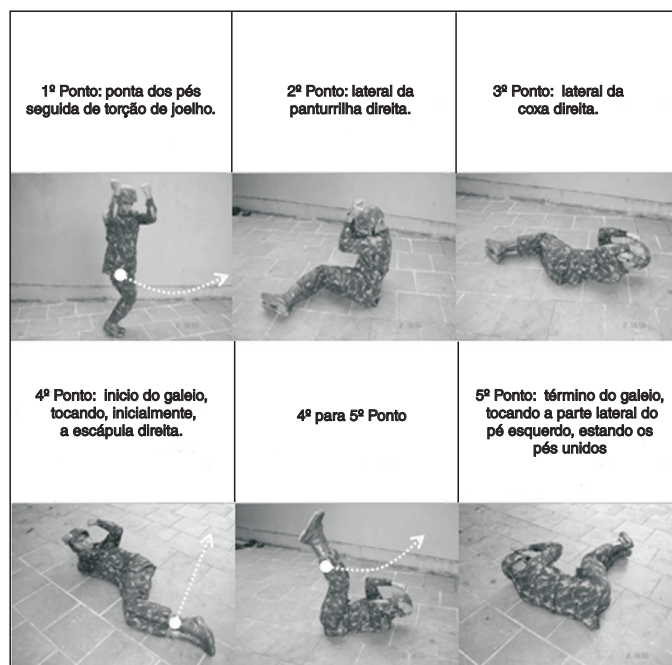 1º Ponto: ponta dos pés
seguida de torção de joelho.
2º Ponto: lateral da
panturrilha direita.
3º Ponto: lateral da
coxa direita.
4º Ponto: inicio do galeio,
tocando, inicialmente,
a escápula direita.
4º para 5º Ponto
5º Ponto: término do galeio,
tocando a parte lateral do
pé esquerdo, estando os
pés unidos